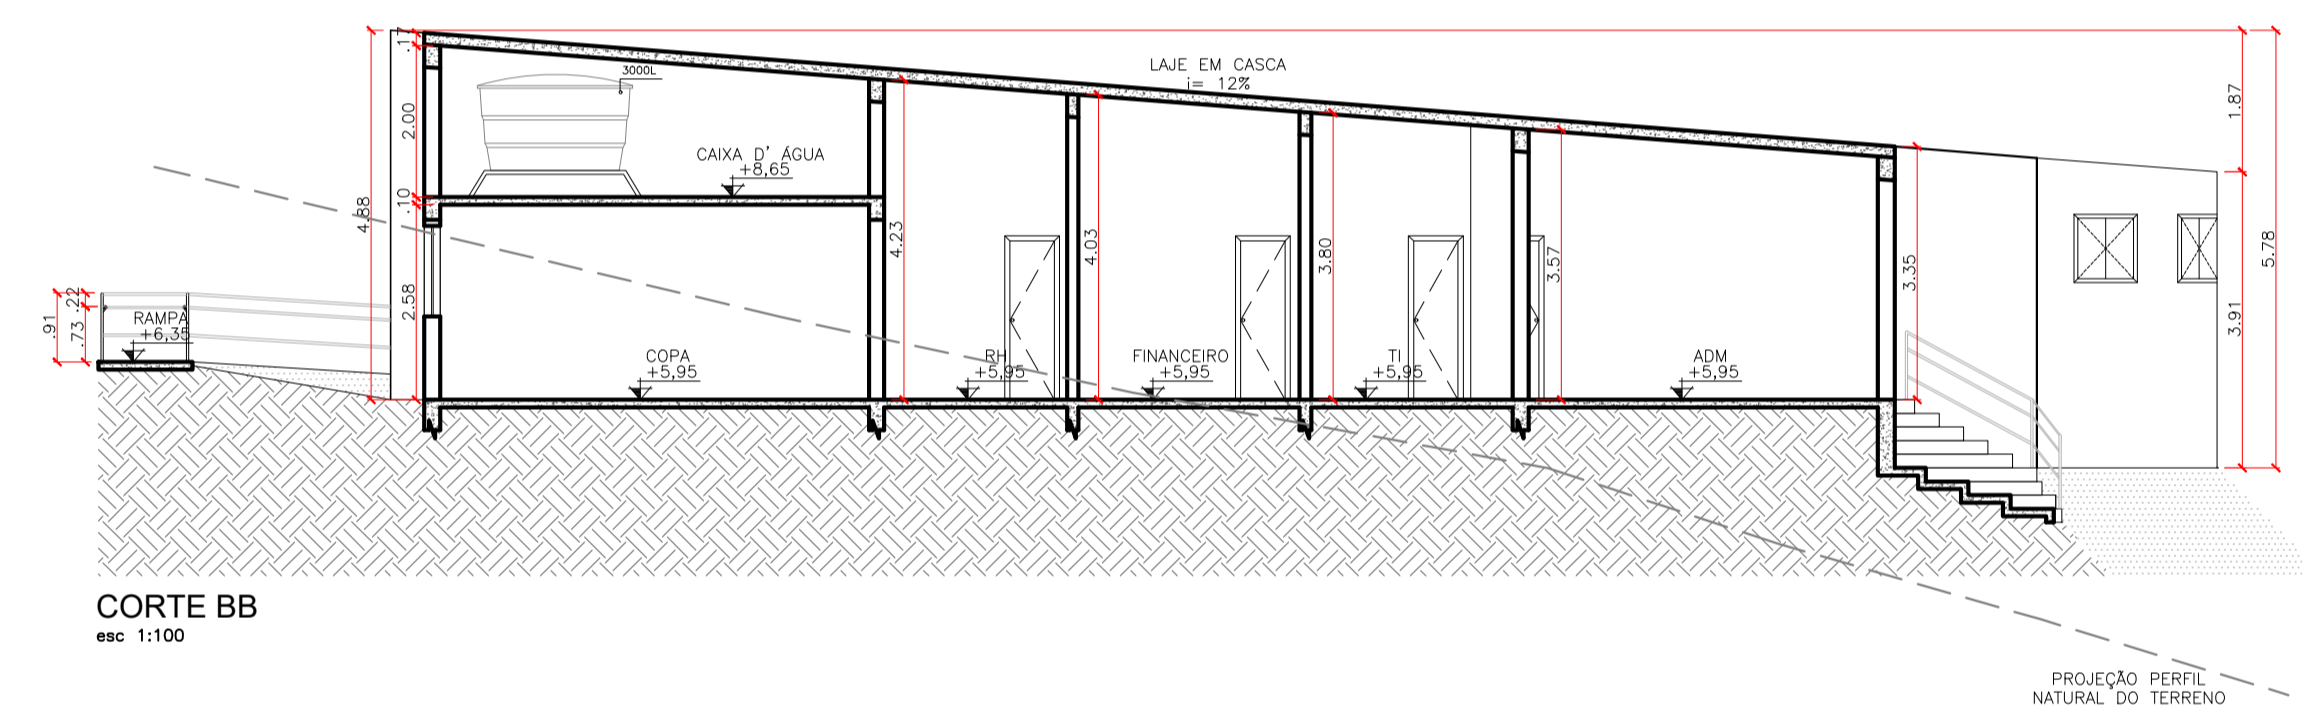 .17
3000L
LAJE EM CASCA
i= 12%
1.87
2.00
CAIXA D' ÁGUA
+8,65
.10
4.88
4.23
4.03
3.80
3.57
3.35
5.78
3.91
2.58
.22
.91
.73
RAMPA
+6,35
COPA
+5,95
RH
+5,95
FINANCEIRO
+5,95
TI
+5,95
ADM
+5,95
CORTE BB
esc 1:100
PROJEÇÃO PERFIL
NATURAL DO TERRENO